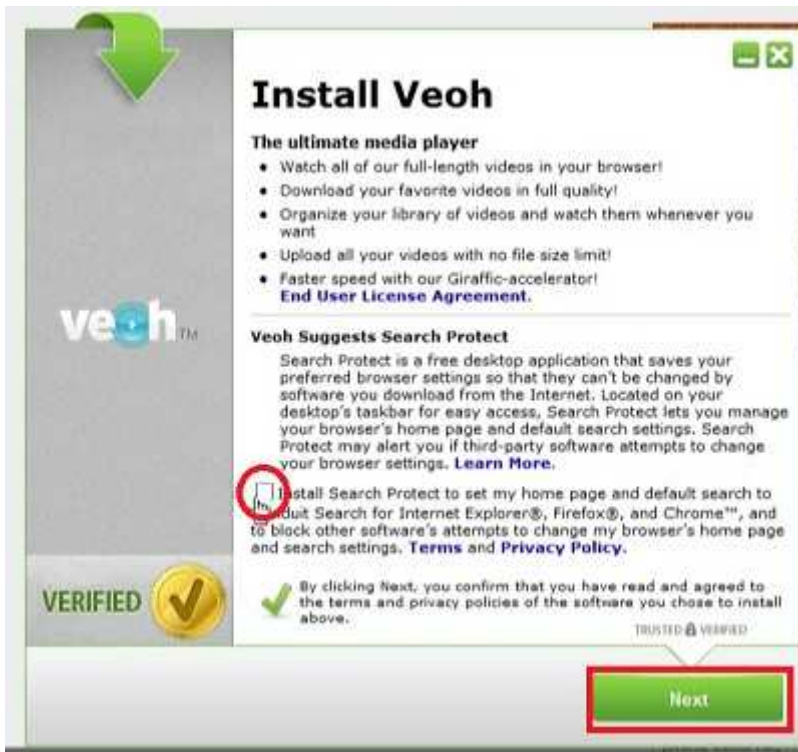 Install Veoh
The ultimate media player
Watch all of our full-length videos in your browser!
Download your favorite videos in full quality!
Organize your library of videos and watch them whenever you
want
Upload all your videos with no file size limit!
Faster speed with our Giraffic-accelerator!
End User License Agreement.
veoh TM
Veoh Suggests Search Protect
Search Protect is a free desktop application that saves your
preferred browser settings so that they can't be changed by
software you download from the Internet. Located on your
desktop's taskbar for easy access, Search Protect lets you manage
your browser's home page and default search settings. Search
Protect may alert you if third-party software attempts to change
your browser settings. Learn More.
Install Search Protect to set my home page and default search to
Search for Internet Explorer®, Firefox®, and Chrome™, and
to block other software's attempts to change my browser's home page
and search settings. Terms and Privacy Policy.
VERIFIED
By clicking Next, you confirm that you have read and agreed to
the terms and privacy policies of the software you chose to install
above.
TRUSTED VERIFIED
Next